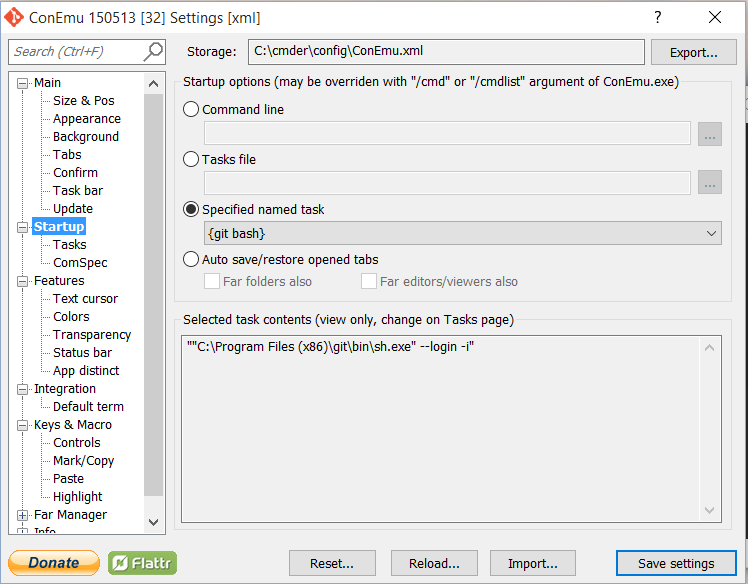 ConEmu 150513 [32] Settings [xml]
Search (Ctrl+F)
Storage:
C:\cmder\config\ConEmu.xml
Export...
Main
Size & Pos
Appearance
Background
Tabs
Confirm
Task bar
Update
Startup
Tasks
ComSpec
Features
Text cursor
Colors
Transparency
Status bar
App distinct
Integration
Default term
Keys & Macro
Controls
Mark/Copy
Paste
Highlight
Far Manager
Info
Startup options (may be overriden with "/cmd" or "/cmdlist" argument of ConEmu.exe)
Command line
...
Tasks file
...
Specified named task
{git bash}
Auto save/restore opened tabs
Far folders also
Far editors/viewers also
Selected task contents (view only, change on Tasks page)
""C:\Program Files (x86)\git\bin\sh.exe" --login -i"
Donate
Flattr
Reset...
Reload...
Import...
Save settings